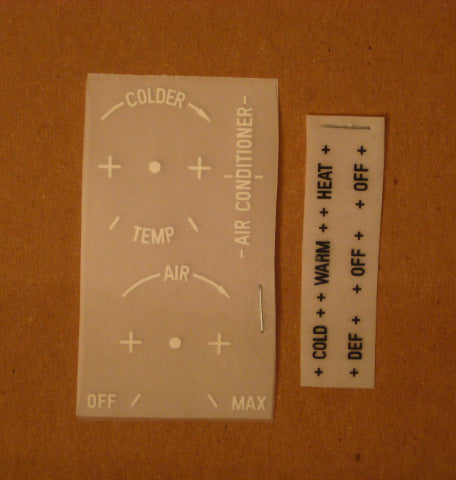 COLDER
-AIR CONDITIONER-
+ +
TEMP
AIR
+ +
OFF / MAX /
+ COLD + + WARM + + HEAT +
+ DEF + + OFF + + OFF +